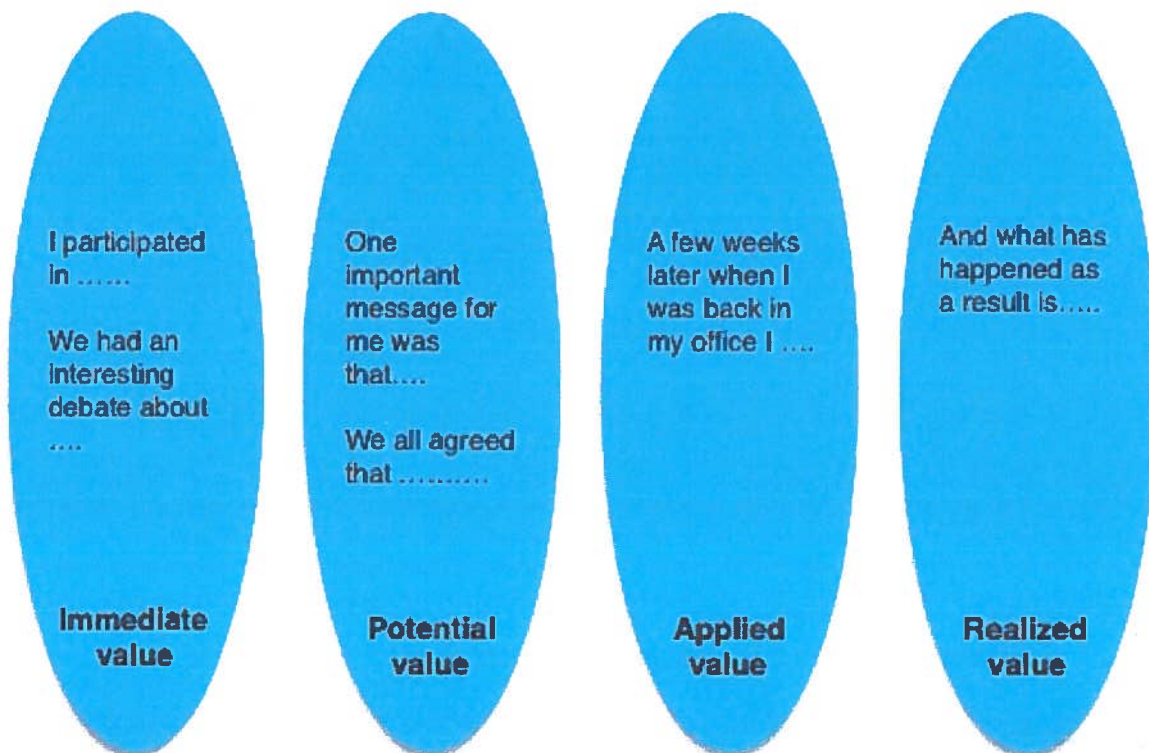 I participated
in ......
We had an
interesting
debate about
....
Immediate
value
One
important
message for
me was
that....
We all agreed
that ..........
Potential
value
A few weeks
later when I
was back in
my office I ....
Applied
value
And what has
happened as
a result is.....
Realized
value